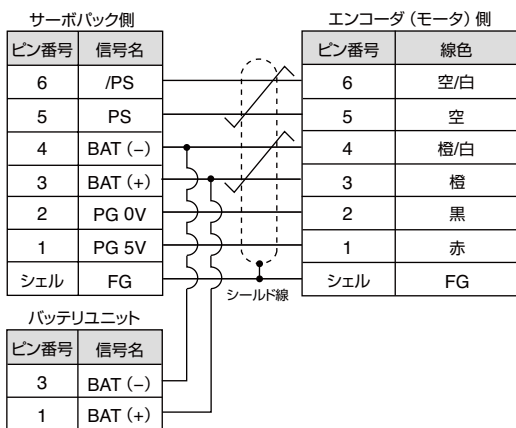 サーボパック側
ピン番号 信号名
6 /PS
5 PS
4 BAT (−)
3 BAT (+)
2 PG 0V
1 PG 5V
シェル FG
エンコーダ (モータ) 側
ピン番号 線色
6 空/白
5 空
4 橙/白
3 橙
2 黒
1 赤
シェル FG
シールド線
バッテリユニット
ピン番号 信号名
3 BAT (−)
1 BAT (+)